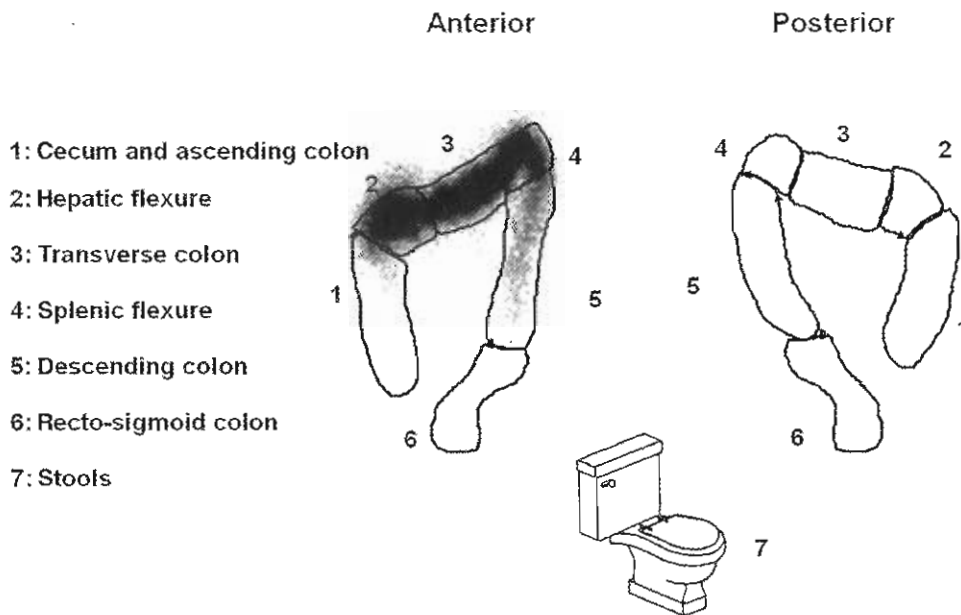 Anterior
Posterior
1: Cecum and ascending colon
2: Hepatic flexure
3: Transverse colon
4: Splenic flexure
5: Descending colon
6: Recto-sigmoid colon
7: Stools
3
4
2
1
5
6
3
4
2
5
1
6
7